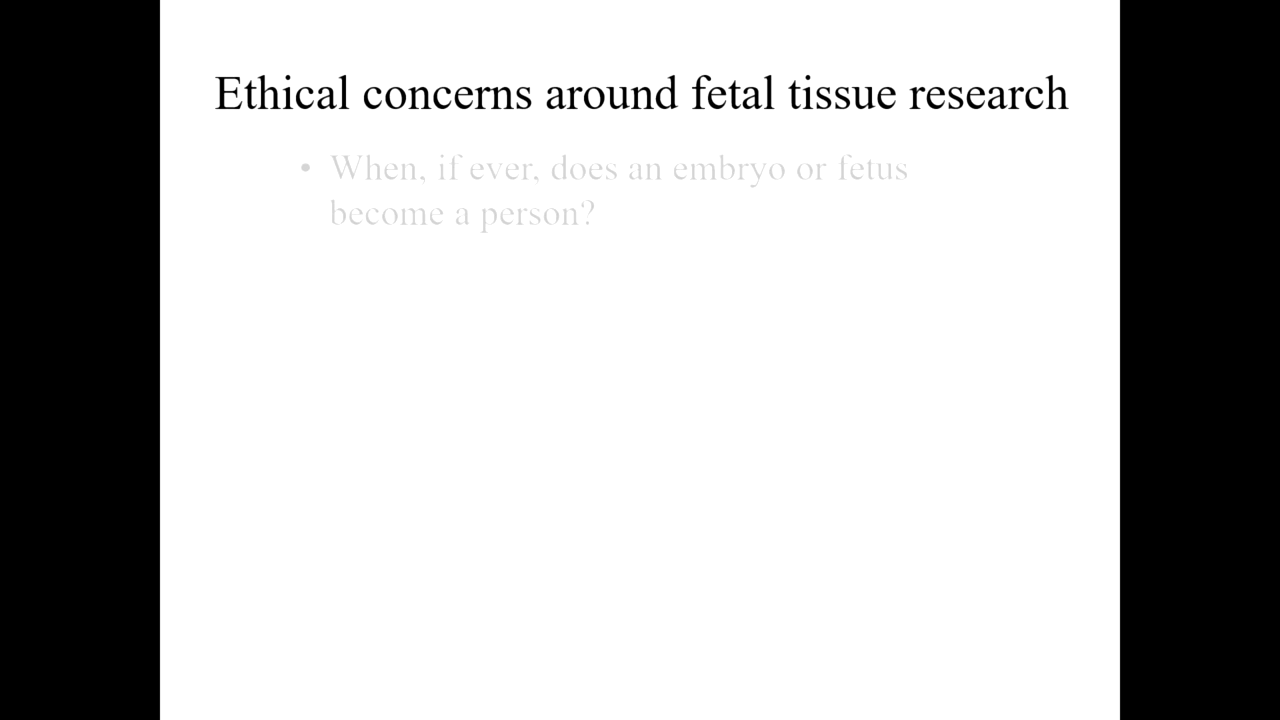 Ethical concerns around fetal tissue research
• When, if ever, does an embryo or fetus
become a person?